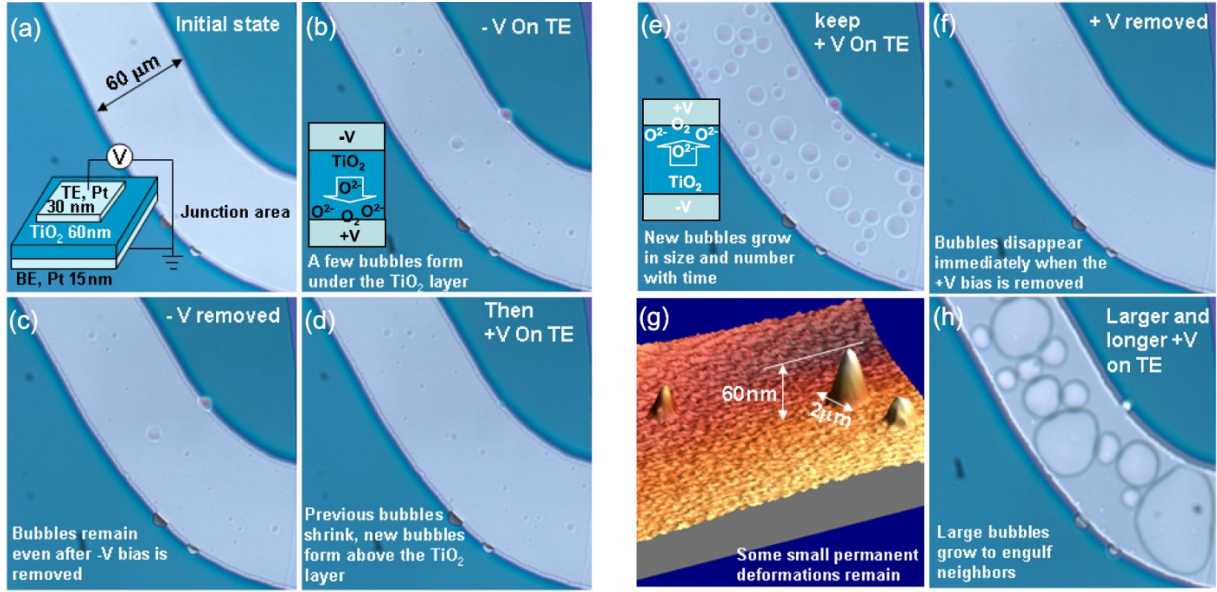 (a)
Initial state
60 μm
V
TE, Pt
30 nm
TiO2 60nm
BE, Pt 15nm
Junction area
(b)
- V On TE
-V
TiO2
O2-
O2- O2 O2-
+V
A few bubbles form
under the TiO2 layer
(c)
- V removed
Bubbles remain
even after -V bias is
removed
(d)
Then
+V On TE
Previous bubbles
shrink, new bubbles
form above the TiO2
layer
(e)
keep
+ V On TE
+V
O2- O2 O2-
O2-
TiO2
-V
New bubbles grow
in size and number
with time
(f)
+ V removed
Bubbles disappear
immediately when the
+V bias is removed
(g)
60nm
2μm
Some small permanent
deformations remain
(h)
Larger and
longer +V
on TE
Large bubbles
grow to engulf
neighbors